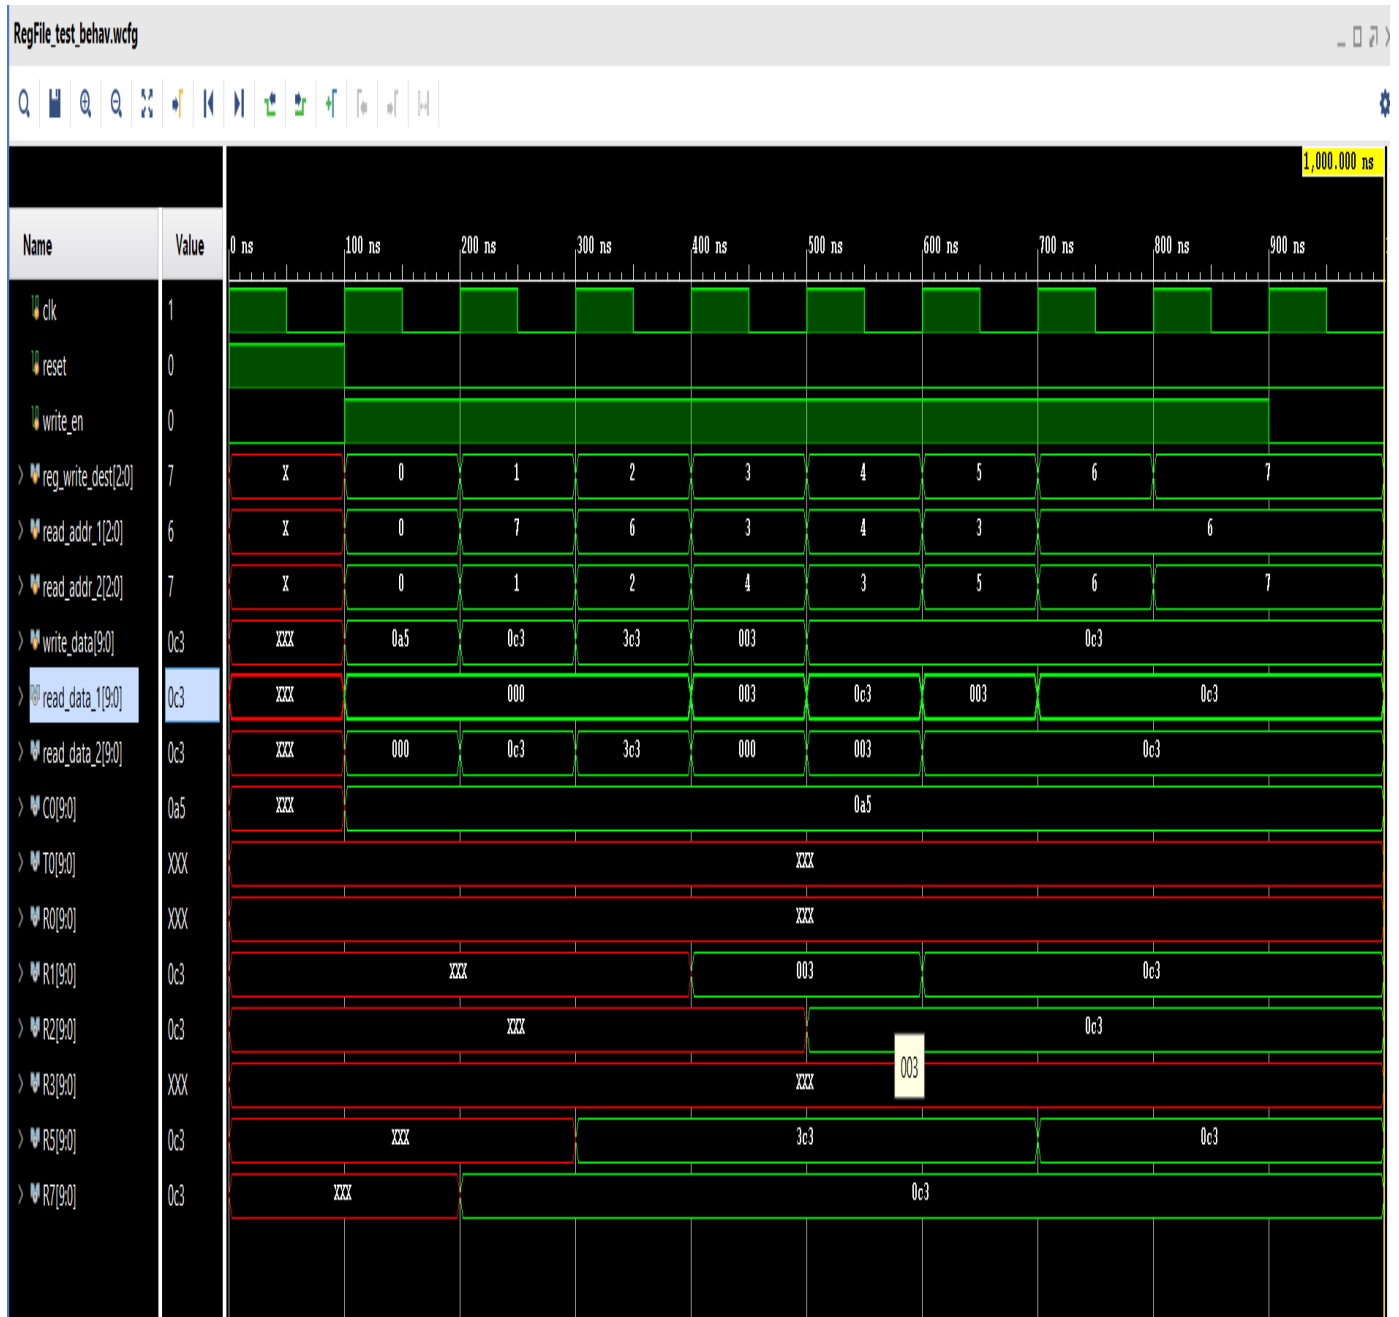 RegFile_test_behav.wcfg
1,000.000 ns
Name Value 0 ns 100 ns 200 ns 300 ns 400 ns 500 ns 600 ns 700 ns 800 ns 900 ns
clk 1
reset 0
write_en 0
reg_write_dest[2:0] 7 X 0 1 2 3 4 5 6 7
read_addr_1[2:0] 6 X 0 7 6 3 4 3 6
read_addr_2[2:0] 7 X 0 1 2 4 3 5 6 7
write_data[9:0] 0c3 XXX 0a5 0c3 3c3 003 0c3
read_data_1[9:0] 0c3 XXX 000 003 0c3 003 0c3
read_data_2[9:0] 0c3 XXX 000 0c3 3c3 000 003 0c3
C0[9:0] 0a5 XXX 0a5
T0[9:0] XXX XXX
R0[9:0] XXX XXX
R1[9:0] 0c3 XXX 003 0c3
R2[9:0] 0c3 XXX 0c3
003
R3[9:0] XXX XXX
R5[9:0] 0c3 XXX 3c3 0c3
R7[9:0] 0c3 XXX 0c3